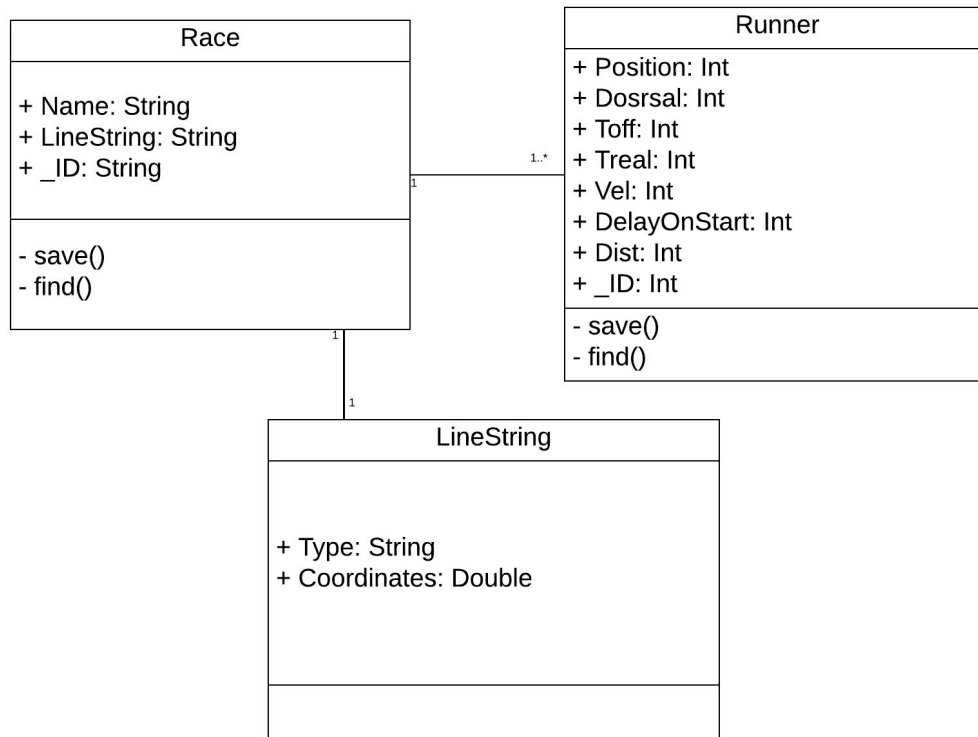 Race
+ Name: String
+ LineString: String
+ _ID: String
- save()
- find()
1
1..*
Runner
+ Position: Int
+ Dosrsal: Int
+ Toff: Int
+ Treal: Int
+ Vel: Int
+ DelayOnStart: Int
+ Dist: Int
+ _ID: Int
- save()
- find()
1
1
LineString
+ Type: String
+ Coordinates: Double